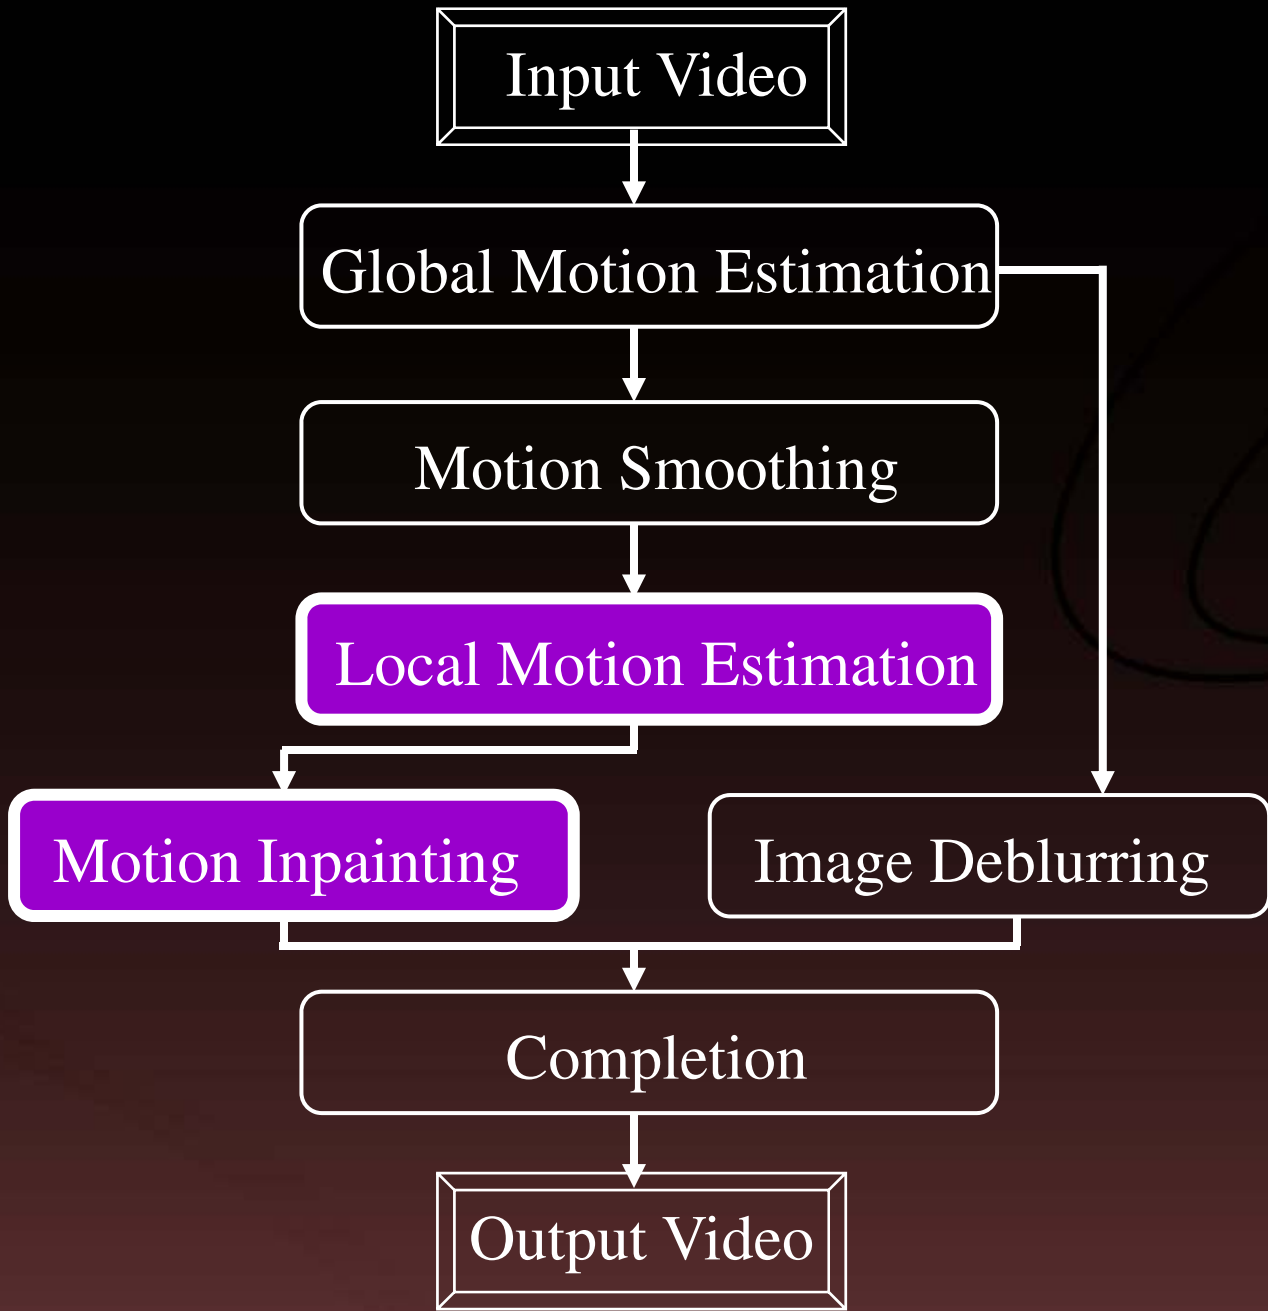 Input Video
Global Motion Estimation
Motion Smoothing
Local Motion Estimation
Motion Inpainting
Image Deblurring
Completion
Output Video